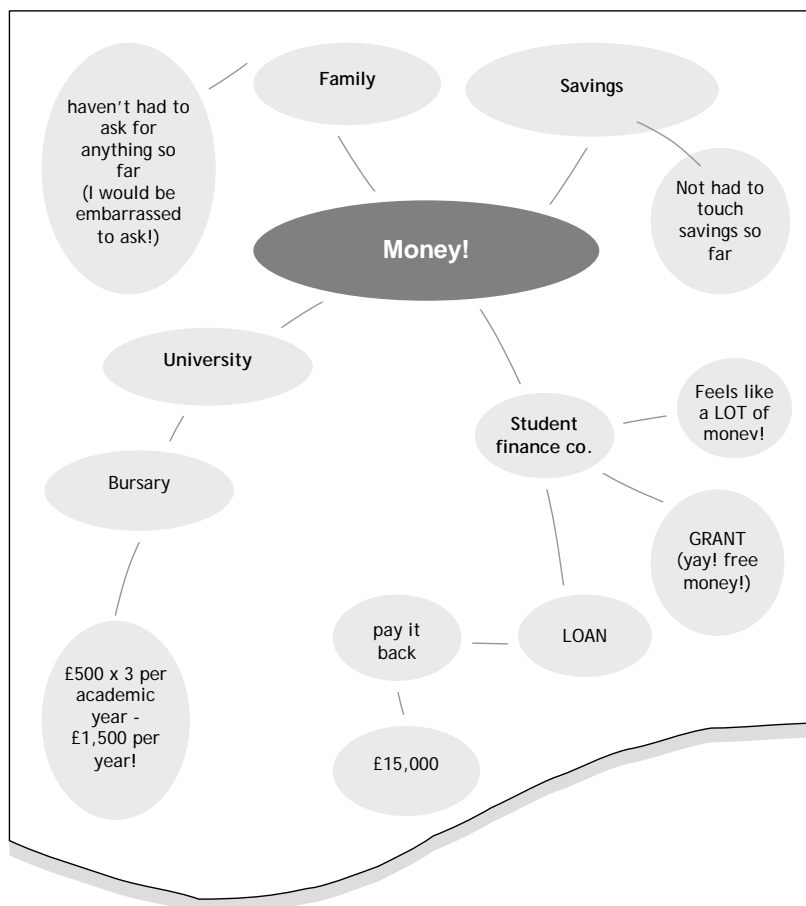 Family
Savings
haven't had to
ask for
anything so
far
(I would be
embarrassed
to ask!)
Not had to
touch
savings so
far
Money!
University
Student
finance co.
Feels like
a LOT of
money!
Bursary
GRANT
(yay! free
money!)
pay it
back
LOAN
£500 x 3 per
academic
year -
£1,500 per
year!
£15,000